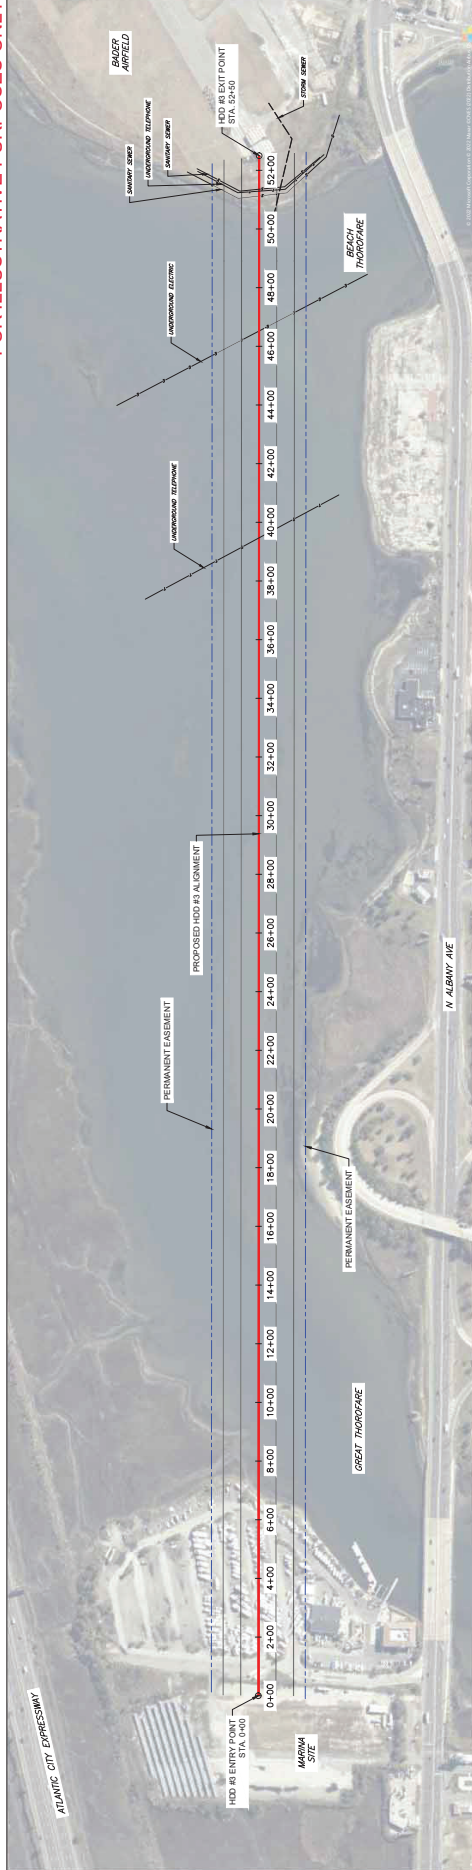 BADER
AIRFIELD
SANITARY SEWER
UNDERGROUND TELEPHONE
SANITARY SEWER
HDD #3 EXIT POINT
STA. 52+50
STORM SEWER
52+00
50+00
BEACH
THOROFARE
48+00
UNDERGROUND ELECTRIC
46+00
44+00
42+00
UNDERGROUND TELEPHONE
40+00
38+00
36+00
34+00
32+00
30+00
PROPOSED HDD #3 ALIGNMENT
28+00
26+00
24+00
N ALBANY AVE
22+00
PERMANENT EASEMENT
20+00
18+00
PERMANENT EASEMENT
16+00
14+00
12+00
10+00
GREAT THOROFARE
8+00
6+00
4+00
2+00
0+00
ATLANTIC CITY EXPRESSWAY
HDD #3 ENTRY POINT
STA. 0+00
MARINA
SITE